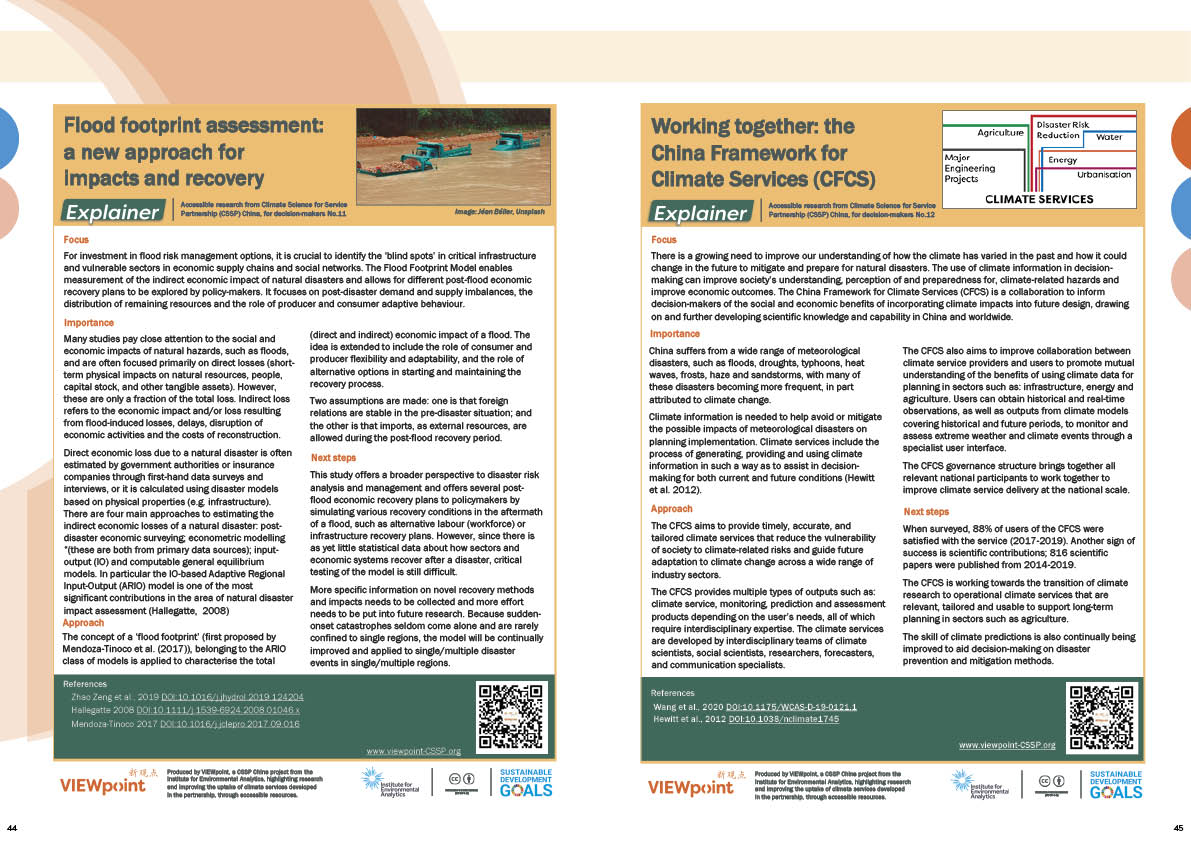 Flood footprint assessment:
a new approach for
impacts and recovery
Explainer
Accessible research from Climate Science for Service
Partnership (CSSP) China, for decision-makers No.11
Focus
For investment in flood risk management options, it is crucial to identify the ‘blind spots’ in critical infrastructure
and vulnerable sectors in economic supply chains and social networks. The Flood Footprint Model enables
measurement of the indirect economic impact of natural disasters and allows for different post-flood economic
recovery plans to be explored by policy-makers. It focuses on post-disaster demand and supply imbalances, the
distribution of remaining resources and the role of producer and consumer adaptive behaviour.
Importance
Many studies pay close attention to the social and
economic impacts of natural hazards, such as floods,
and are often focused primarily on direct losses (short-
term physical impacts on natural resources, people,
capital stock, and other tangible assets). However,
these are only a fraction of the total loss. Indirect loss
refers to the economic impact and/or loss resulting
from flood-induced losses, delays, disruption of
economic activities and the costs of reconstruction.
Direct economic loss due to a natural disaster is often
estimated by government authorities or insurance
companies through first-hand data surveys and
interviews, or it is calculated using disaster models
based on physical properties (e.g. infrastructure).
There are four main approaches to estimating the
indirect economic losses of a natural disaster: post-
disaster economic surveying; econometric modelling
"(these are both from primary data sources); input-
output (IO) and computable general equilibrium
models. In particular the IO-based Adaptive Regional
Input-Output (ARIO) model is one of the most
significant contributions in the area of natural disaster
impact assessment (Hallegatte, 2008)
Approach
The concept of a ‘flood footprint’ (first proposed by
Mendoza-Tinoco et al. (2017)), belonging to the ARIO
class of models is applied to characterise the total
(direct and indirect) economic impact of a flood. The
idea is extended to include the role of consumer and
producer flexibility and adaptability, and the role of
alternative options in starting and maintaining the
recovery process.
Two assumptions are made: one is that foreign
relations are stable in the pre-disaster situation; and
the other is that imports, as external resources, are
allowed during the post-flood recovery period.
Next steps
This study offers a broader perspective to disaster risk
analysis and management and offers several post-
flood economic recovery plans to policymakers by
simulating various recovery conditions in the aftermath
of a flood, such as alternative labour (workforce) or
infrastructure recovery plans. However, since there is
as yet little statistical data about how sectors and
economic systems recover after a disaster, critical
testing of the model is still difficult.
More specific information on novel recovery methods
and impacts needs to be collected and more effort
needs to be put into future research. Because sudden-
onset catastrophes seldom come alone and are rarely
confined to single regions, the model will be continually
improved and applied to single/multiple disaster
events in single/multiple regions.
References
Zhao Zeng et al., 2019 DOI:10.1016/j.jhydrol.2019.124204
Hallegatte 2008 DOI:10.1111/j.1539-6924.2008.01046.x
Mendoza-Tinoco 2017 DOI:10.1016/j.jclepro.2017.09.016
www.viewpoint-CSSP.org
新观点
VIEWpoint
Produced by VIEWpoint, a CSSP China project from the
Institute for Environmental Analytics, highlighting research
and improving the uptake of climate services developed
in the partnership, through accessible resources.
Institute for
Environmental
Analytics
SUSTAINABLE
DEVELOPMENT
GOALS
44
Working together: the
China Framework for
Climate Services (CFCS)
Agriculture
Disaster Risk
Reduction
Water
Major
Engineering
Projects
Energy
Urbanisation
CLIMATE SERVICES
Explainer
Accessible research from Climate Science for Service
Partnership (CSSP) China, for decision-makers No.12
Focus
There is a growing need to improve our understanding of how the climate has varied in the past and how it could
change in the future to mitigate and prepare for natural disasters. The use of climate information in decision-
making can improve society's understanding, perception of and preparedness for, climate-related hazards and
improve economic outcomes. The China Framework for Climate Services (CFCS) is a collaboration to inform
decision-makers of the social and economic benefits of incorporating climate impacts into future design, drawing
on and further developing scientific knowledge and capability in China and worldwide.
Importance
China suffers from a wide range of meteorological
disasters, such as floods, droughts, typhoons, heat
waves, frosts, haze and sandstorms, with many of
these disasters becoming more frequent, in part
attributed to climate change.
Climate information is needed to help avoid or mitigate
the possible impacts of meteorological disasters on
planning implementation. Climate services include the
process of generating, providing and using climate
information in such a way as to assist in decision-
making for both current and future conditions (Hewitt
et al. 2012).
Approach
The CFCS aims to provide timely, accurate, and
tailored climate services that reduce the vulnerability
of society to climate-related risks and guide future
adaptation to climate change across a wide range of
industry sectors.
The CFCS provides multiple types of outputs such as:
climate service, monitoring, prediction and assessment
products depending on the user's needs, all of which
require interdisciplinary expertise. The climate services
are developed by interdisciplinary teams of climate
scientists, social scientists, researchers, forecasters,
and communication specialists.
The CFCS also aims to improve collaboration between
climate service providers and users to promote mutual
understanding of the benefits of using climate data for
planning in sectors such as: infrastructure, energy and
agriculture. Users can obtain historical and real-time
observations, as well as outputs from climate models
covering historical and future periods, to monitor and
assess extreme weather and climate events through a
specialist user interface.
The CFCS governance structure brings together all
relevant national participants to work together to
improve climate service delivery at the national scale.
Next steps
When surveyed, 88% of users of the CFCS were
satisfied with the service (2017-2019). Another sign of
success is scientific contributions; 816 scientific
papers were published from 2014-2019.
The CFCS is working towards the transition of climate
research to operational climate services that are
relevant, tailored and usable to support long-term
planning in sectors such as agriculture.
The skill of climate predictions is also continually being
improved to aid decision-making on disaster
prevention and mitigation methods.
References
Wang et al., 2020 DOI:10.1175/WCAS-D-19-0121.1
Hewitt et al., 2012 DOI:10.1038/nclimate1745
www.viewpoint-CSSP.org
新观点
VIEWpoint
Produced by VIEWpoint, a CSSP China project from the
Institute for Environmental Analytics, highlighting research
and improving the uptake of climate services developed
in the partnership, through accessible resources.
Institute for
Environmental
Analytics
SUSTAINABLE
DEVELOPMENT
GOALS
45